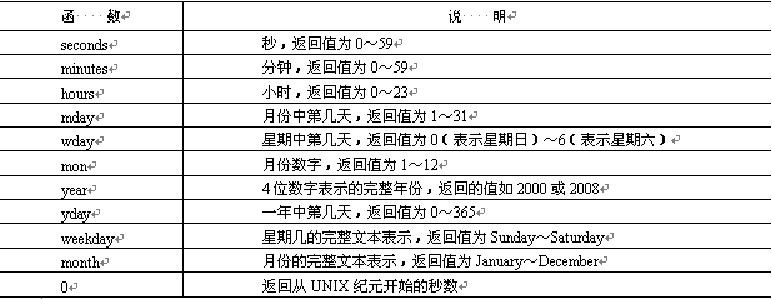 函····数↵ 说····明↵
seconds↵ 秒，返回值为 0～59↵
minutes↵ 分钟，返回值为 0～59↵
hours↵ 小时，返回值为 0～23↵
mday↵ 月份中第几天，返回值为 1～31↵
wday↵ 星期中第几天，返回值为 0（表示星期日）～6（表示星期六）↵
mon↵ 月份数字，返回值为 1～12↵
year↵ 4 位数字表示的完整年份，返回的值如 2000 或 2008↵
yday↵ 一年中第几天，返回值为 0～365↵
weekday↵ 星期几的完整文本表示，返回值为 Sunday～Saturday↵
month↵ 月份的完整文本表示，返回值为 January～December↵
0↵ 返回从 UNIX 纪元开始的秒数↵